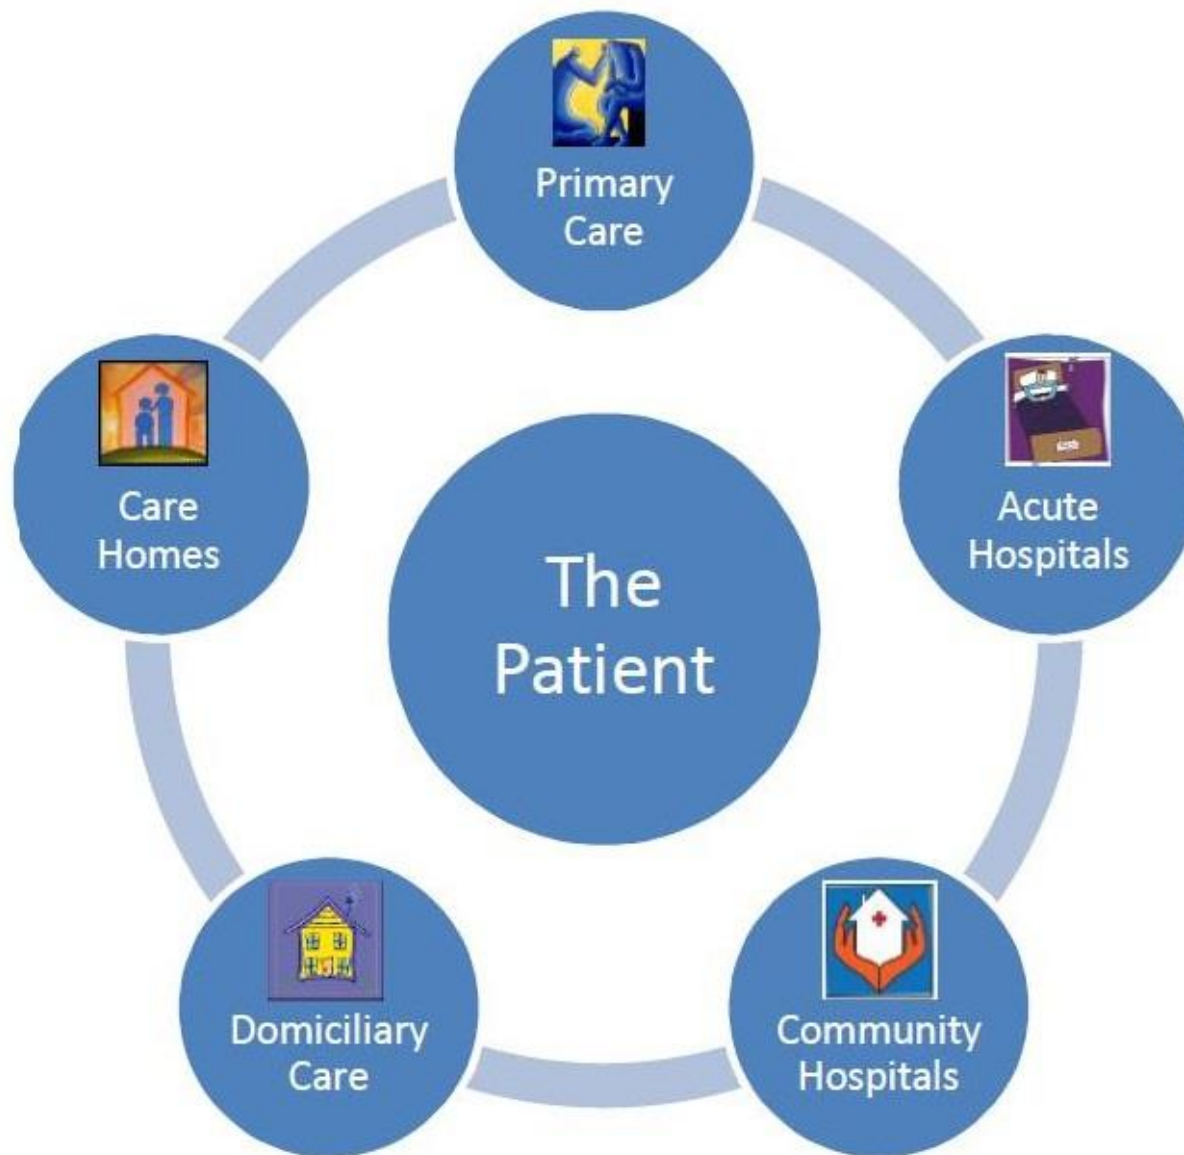 Primary
Care
Acute
Hospitals
Community
Hospitals
Domiciliary
Care
Care
Homes
The
Patient